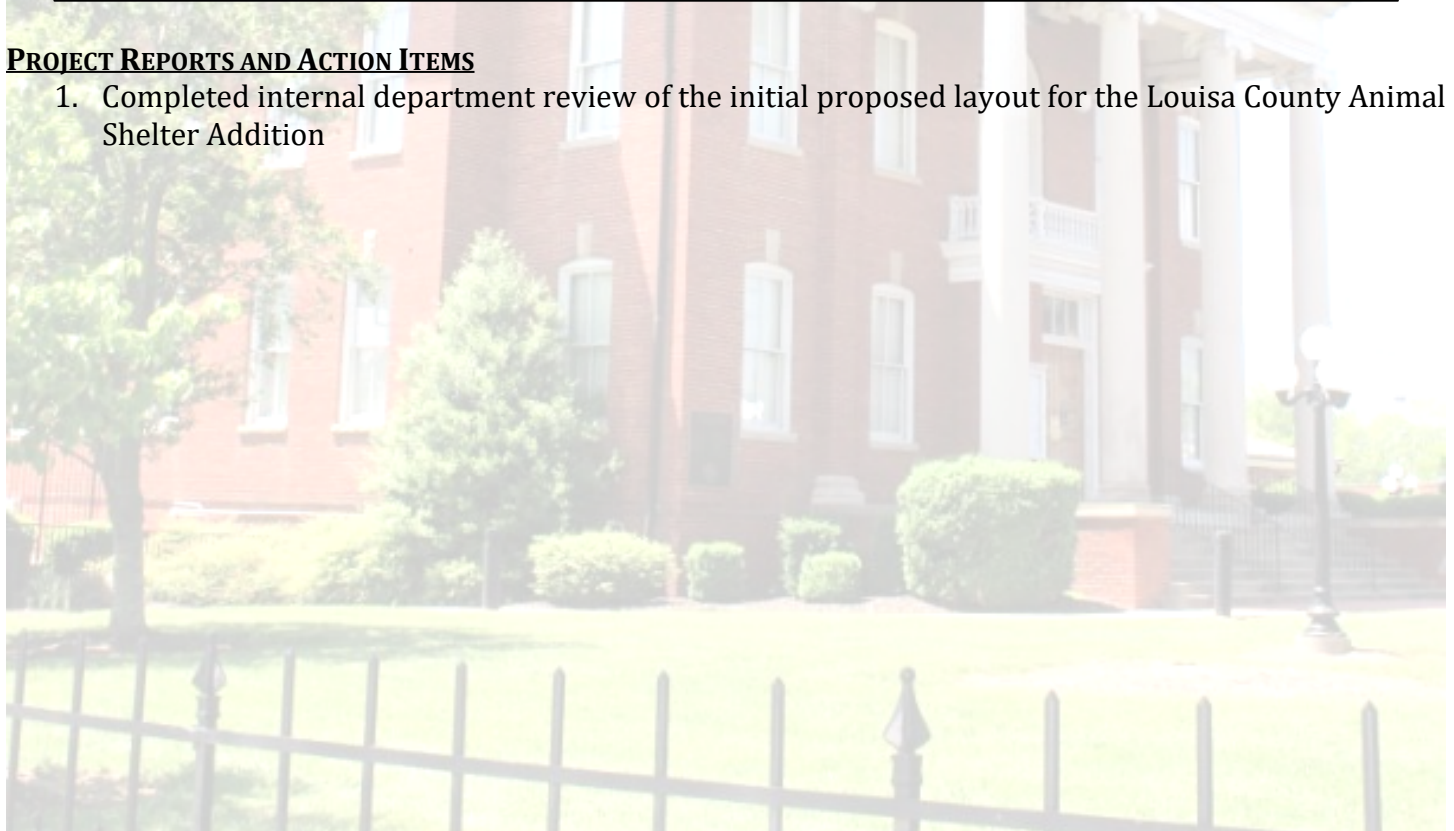 PROJECT REPORTS AND ACTION ITEMS
1. Completed internal department review of the initial proposed layout for the Louisa County Animal
Shelter Addition